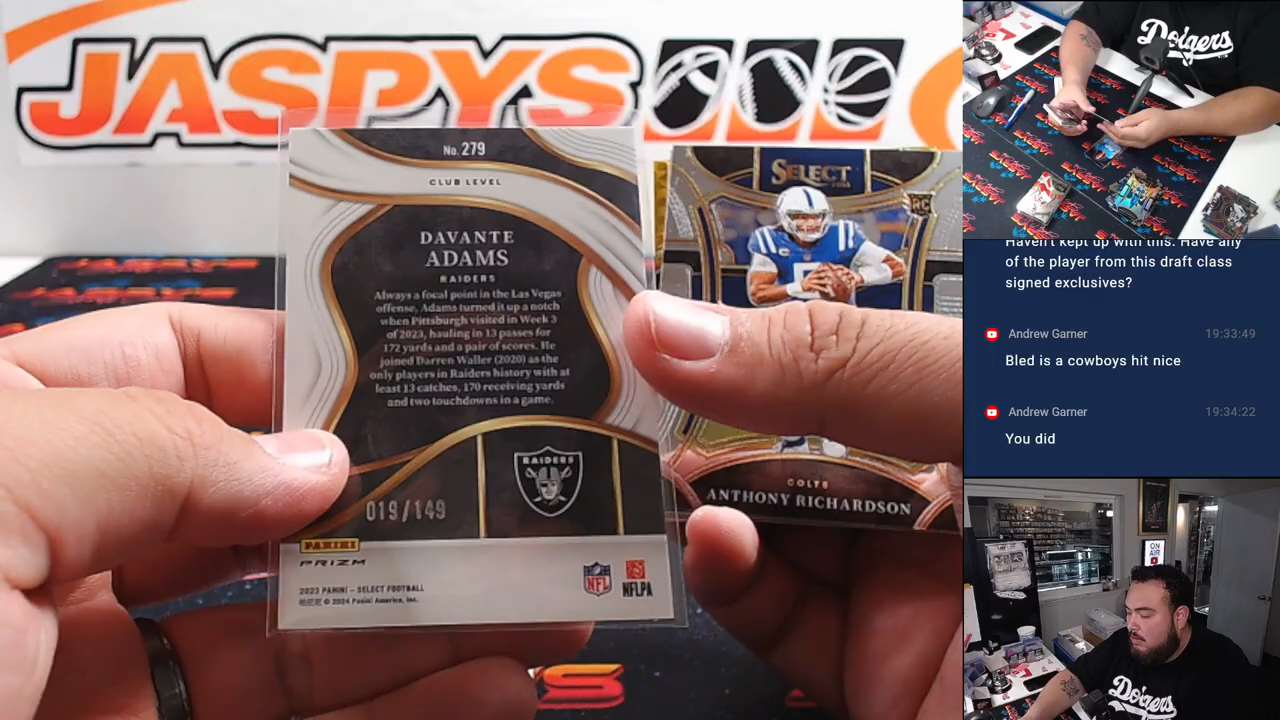 JASPYS
No. 279
CLUB LEVEL
DAVANTE
ADAMS
RAIDERS
Always a focal point in the Las Vegas
offense, Adams turned it up a notch
when Pittsburgh visited in Week 3
of 2023, hauling in 13 passes for
172 yards and a pair of scores. He
joined Darren Waller (2020) as the
only players in Raiders history with at
least 13 catches, 170 receiving yards
and two touchdowns in a game.
RAIDERS
019/149
PANINI
PRIZM
2023 PANINI – SELECT FOOTBALL
© 2024 Panini America, Inc.
NFL
NFLPA
SELECT
RC
COLTS
ANTHONY RICHARDSON
Dodgers
Haven't kept up with this. Have any
of the player from this draft class
signed exclusives?
Andrew Garner 19:33:49
Bled is a cowboys hit nice
Andrew Garner 19:34:22
You did
ON
AIR
Dodgers